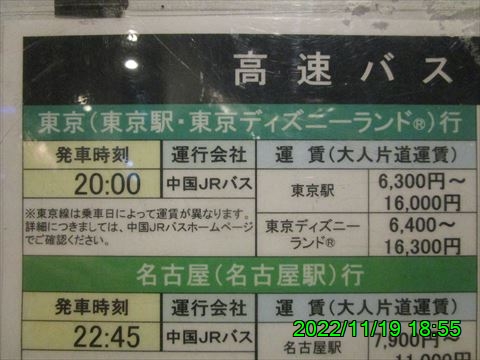 高速バス
東京(東京駅・東京ディズニーランド®)行
発車時刻 運行会社 運賃(大人片道運賃)
20:00 中国JRバス 東京駅 6,300円〜
16,000円
※東京線は乗車日によって運賃が異なります。
詳細につきましては、中国JRバスホームページ
でご確認ください。
東京ディズニー
ランド®
6,400〜
16,300円
名古屋(名古屋駅)行
発車時刻 運行会社 運賃(大人片道運賃)
22:45 中国JRバス 名古屋駅 7,900円〜
2022/11/19 18:55